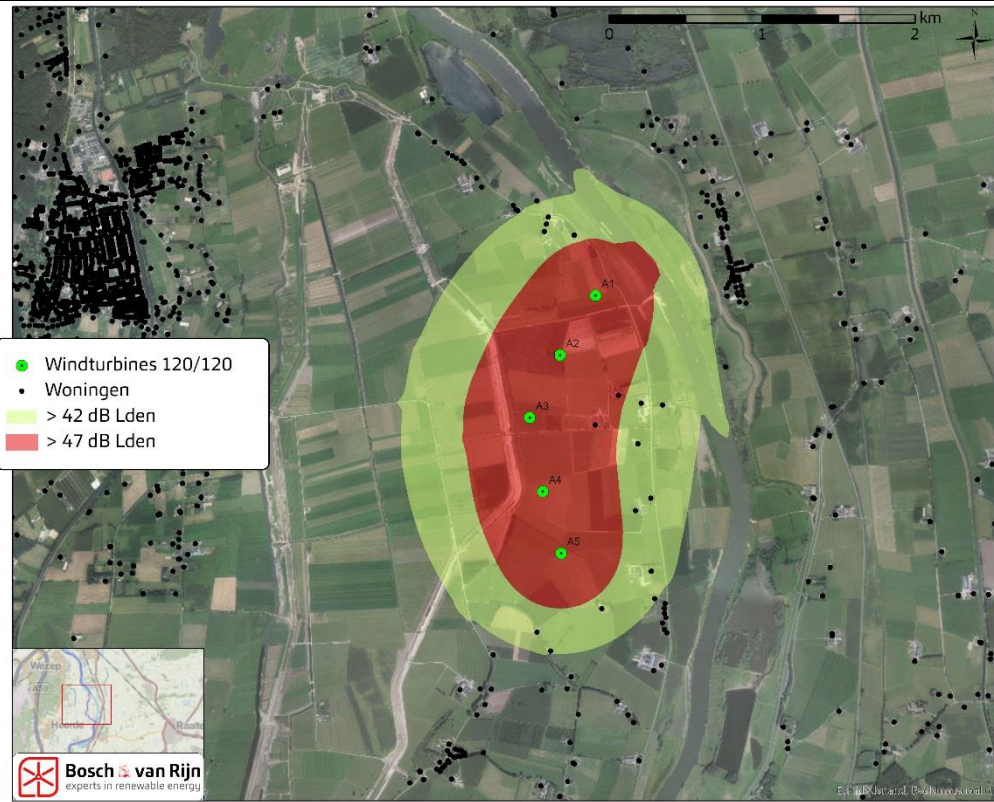 km
N
0 1 2
A1
A2
Windturbines 120/120
Woningen
> 42 dB Lden
> 47 dB Lden
A3
A4
A5
Wezep
A50
Heerde
Raalte
Bosch & van Rijn
experts in renewable energy